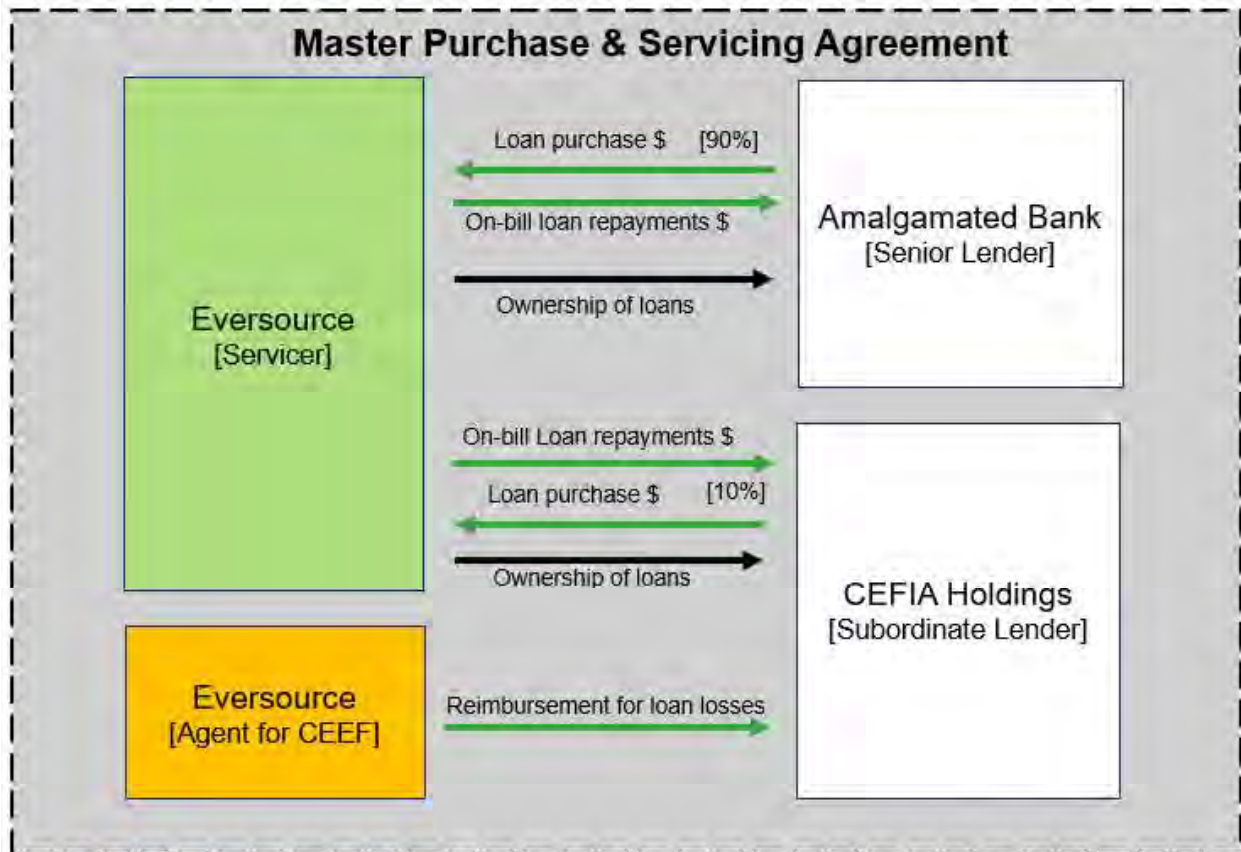 Master Purchase & Servicing Agreement
Eversource
[Servicer]
Loan purchase $ [90%]
On-bill loan repayments $
Ownership of loans
Amalgamated Bank
[Senior Lender]
On-bill Loan repayments $
Loan purchase $ [10%]
Ownership of loans
CEFIA Holdings
[Subordinate Lender]
Eversource
[Agent for CEEF]
Reimbursement for loan losses